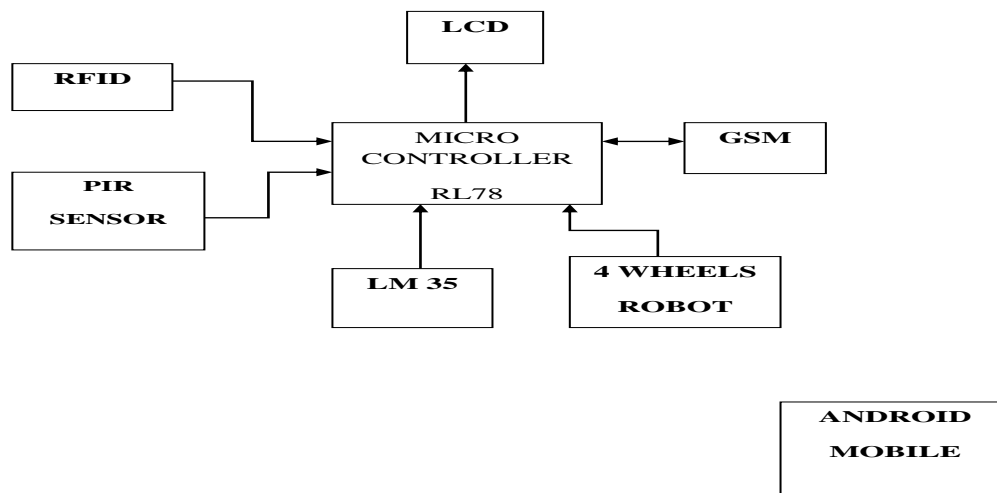 LCD
RFID
MICRO
CONTROLLER
RL78
GSM
PIR
SENSOR
LM 35
4 WHEELS
ROBOT
ANDROID
MOBILE